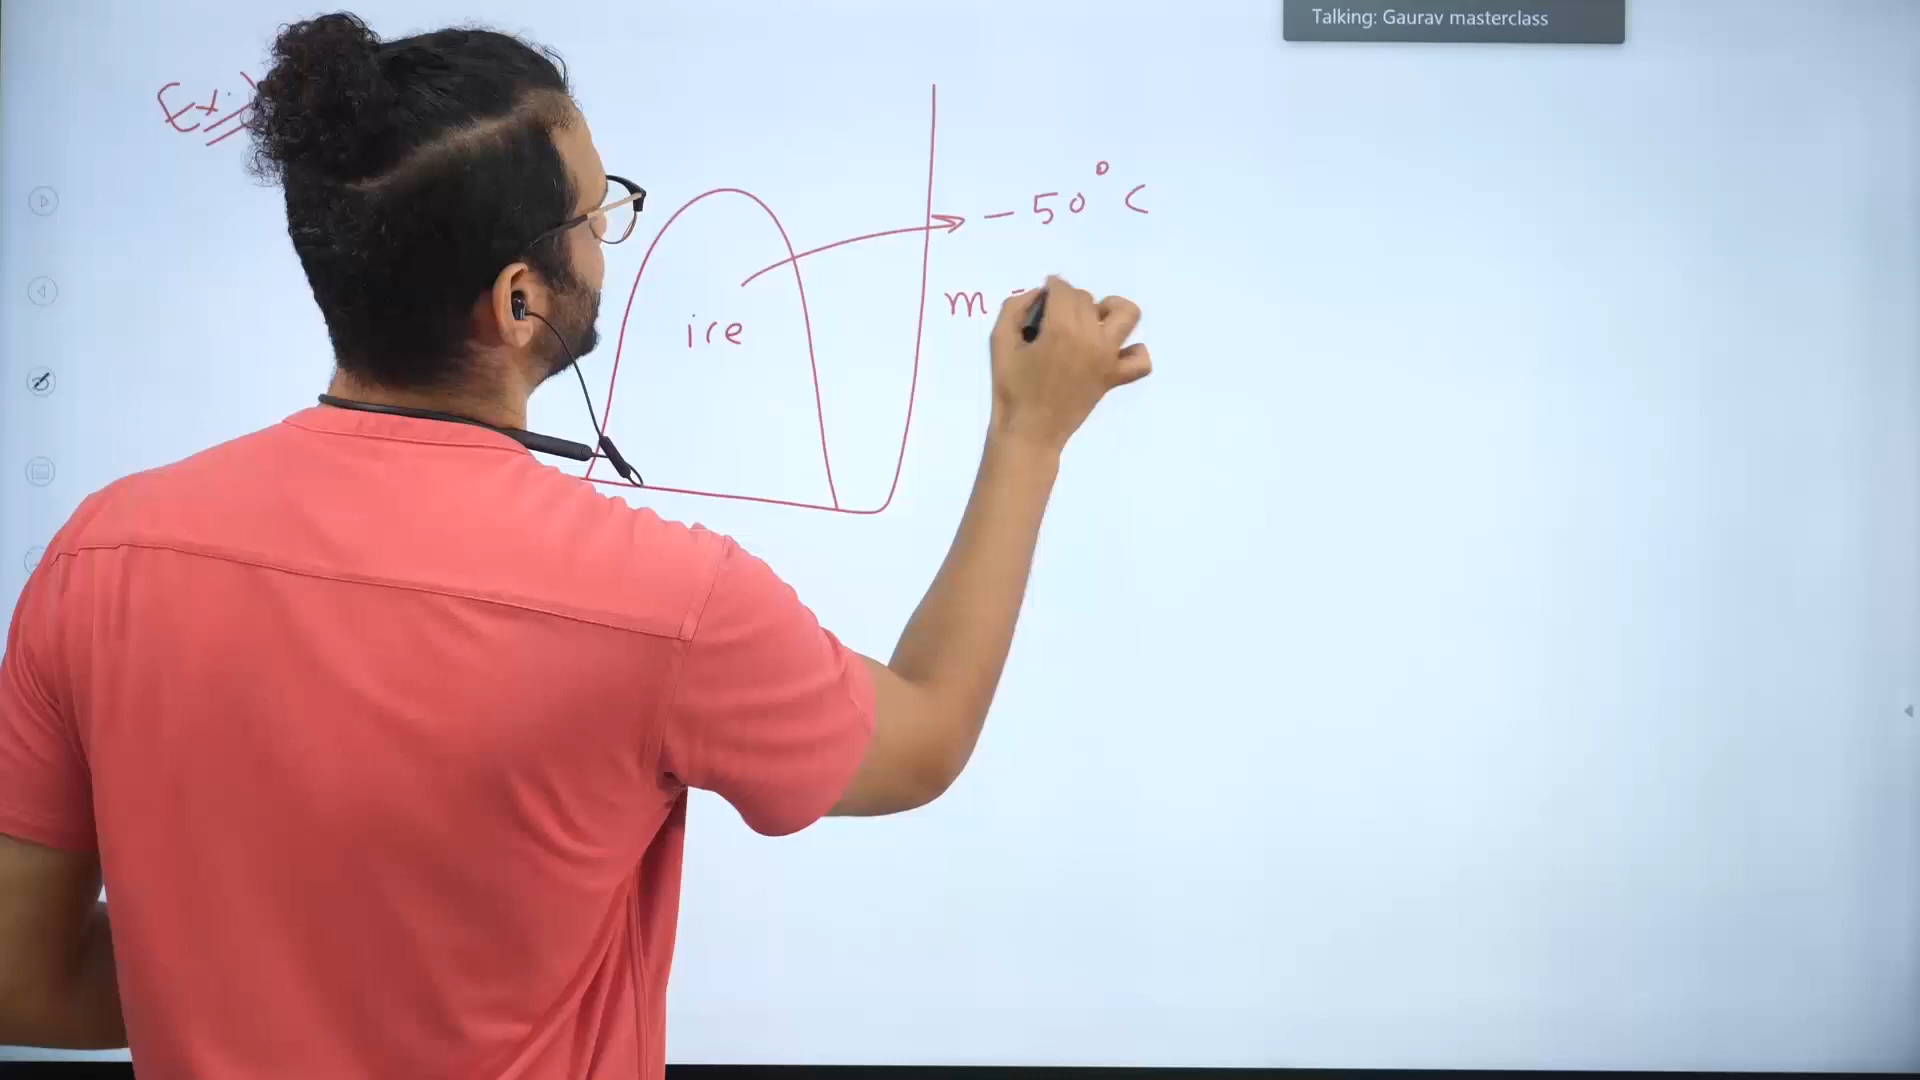 Talking: Gaurav masterclass
Ex
- 50° C
ice
m =